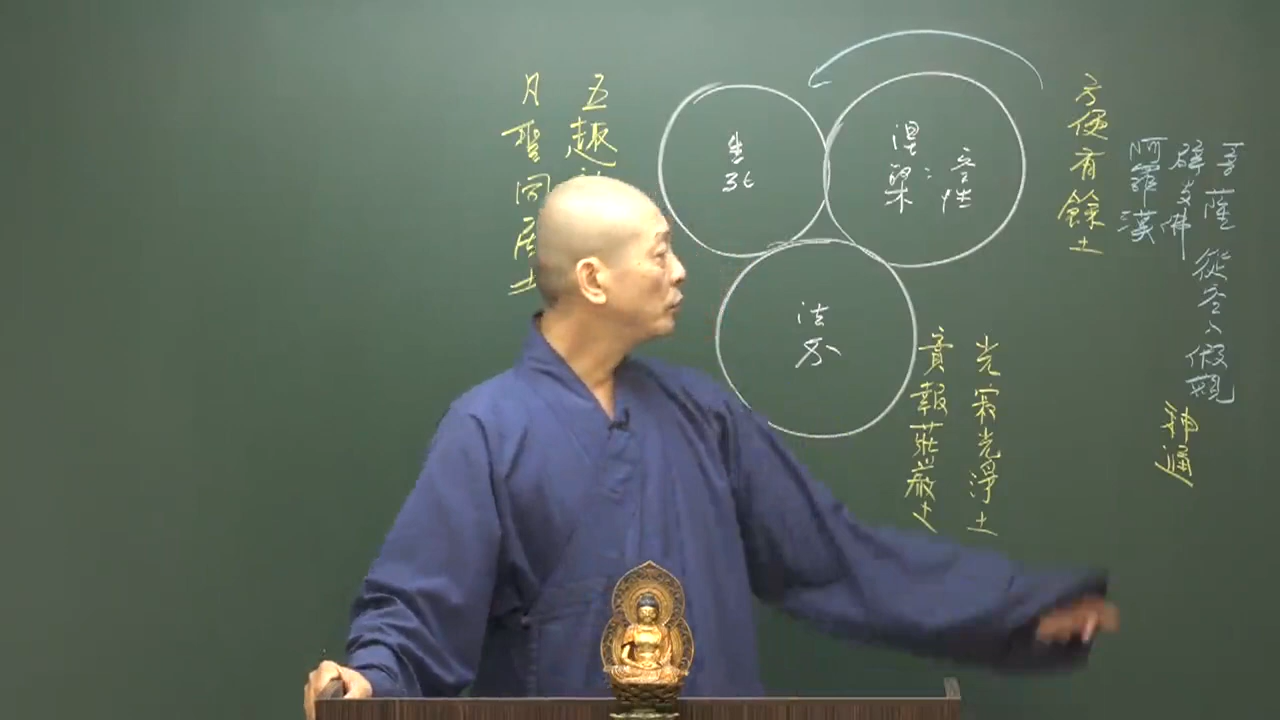 菩薩
辟支佛
阿羅漢
從空入假觀
神通
方便有餘土
涅槃：空性
生死
法界
常寂光淨土
實報莊嚴土
五趣
凡聖同居土